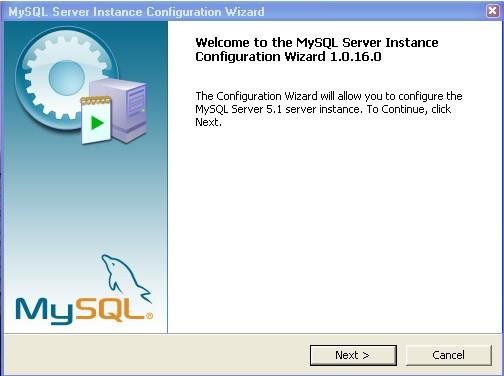 MySQL Server Instance Configuration Wizard
Welcome to the MySQL Server Instance
Configuration Wizard 1.0.16.0
The Configuration Wizard will allow you to configure the
MySQL Server 5.1 server instance. To Continue, click
Next.
MySQL®
Next >
Cancel